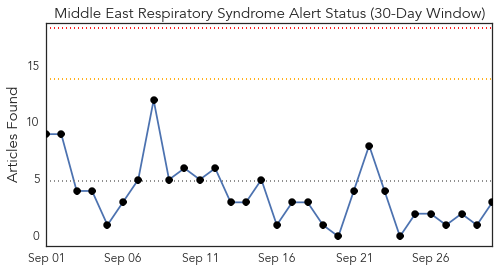 Middle East Respiratory Syndrome Alert Status (30-Day Window)
Articles Found
15
10
5
0
Sep 01 Sep 06 Sep 11 Sep 16 Sep 21 Sep 26